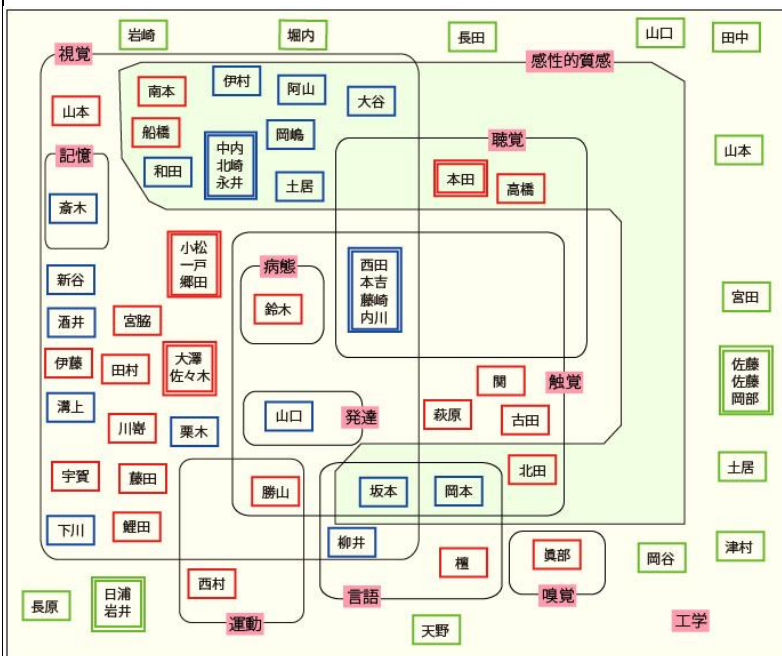 岩崎
堀内
長田
山口
田中
視覚
感性的質感
南本
伊村
阿山
大谷
山本
船橋
岡嶋
聴覚
中内
北崎
永井
山本
記憶
和田
土居
本田
高橋
斎木
小松
一戸
郷田
西田
本吉
藤崎
内川
病態
新谷
鈴木
宮田
酒井
宮脇
伊藤
田村
大澤
佐々木
佐藤
佐藤
岡部
関
触覚
溝上
山口
発達
萩原
古田
川嵜
栗木
宇賀
藤田
勝山
坂本
岡本
北田
土居
下川
鯉田
柳井
檀
眞部
岡谷
津村
西村
長原
日浦
岩井
運動
言語
嗅覚
天野
工学